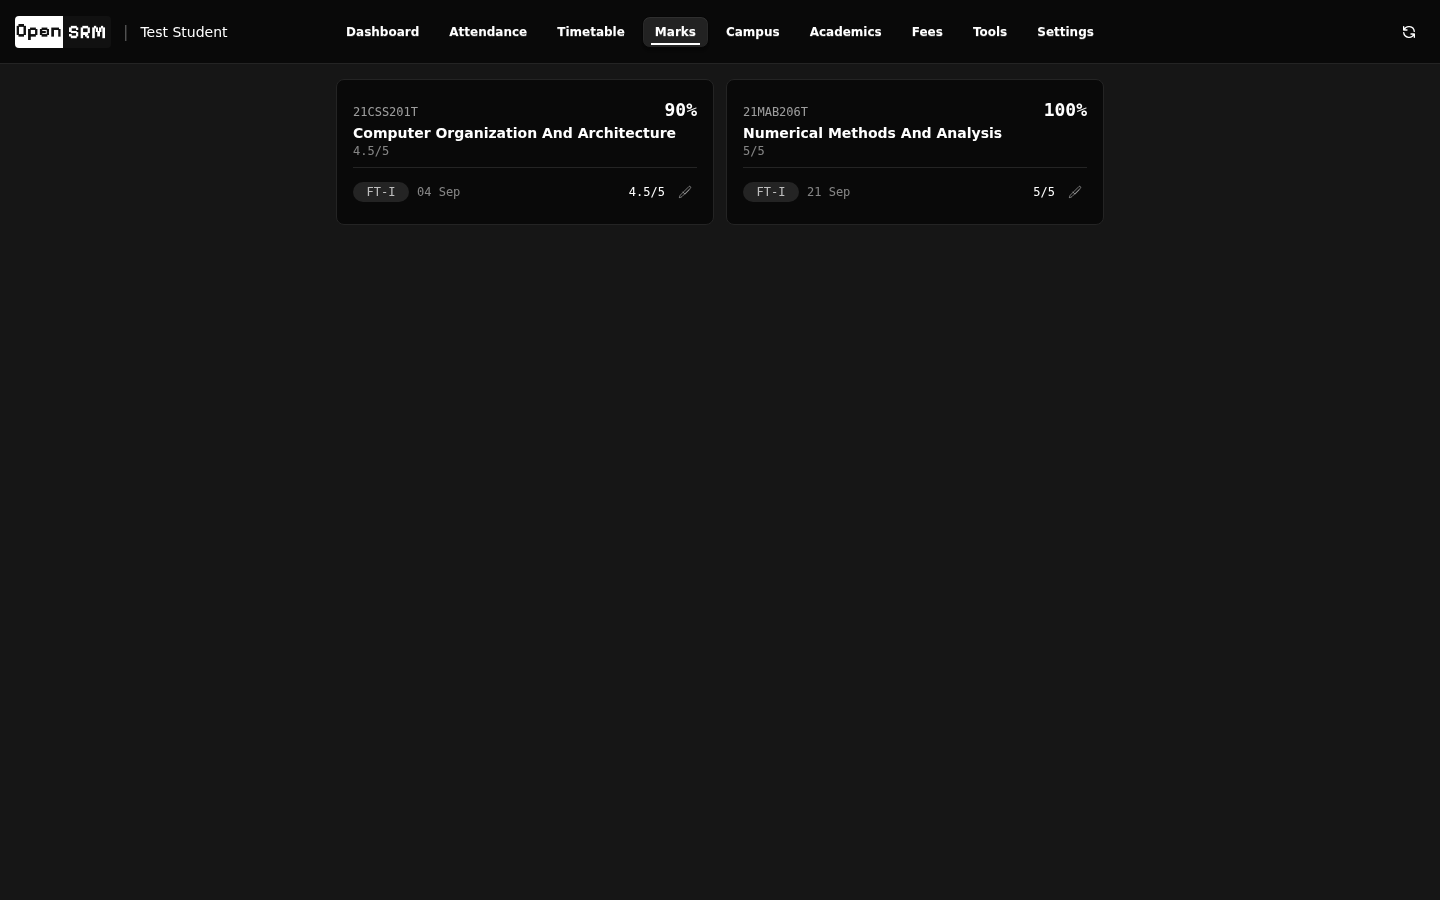 Open SRM | Test Student Dashboard Attendance Timetable Marks Campus Academics Fees Tools Settings
21CSS201T 90%
Computer Organization And Architecture
4.5/5
FT-I 04 Sep 4.5/5
21MAB206T 100%
Numerical Methods And Analysis
5/5
FT-I 21 Sep 5/5